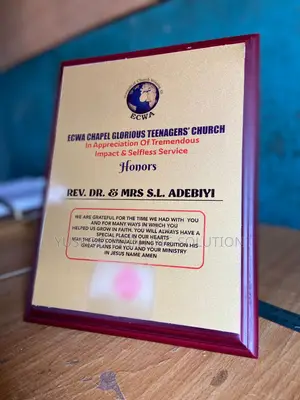 ECWA
ECWA CHAPEL GLORIOUS TEENAGERS' CHURCH
In Appreciation Of Tremendous
Impact & Selfless Service
Honors
REV. DR. & MRS S.L. ADEBIYI
WE ARE GRATEFUL FOR THE TIME WE HAD WITH YOU
AND FOR MANY WAYS IN WHICH YOU
HELPED US GROW IN FAITH. YOU WILL ALWAYS HAVE A
SPECIAL PLACE IN OUR HEARTS
MAY THE LORD CONTINUALLY BRING TO FRUITION HIS
GREAT PLANS FOR YOU AND YOUR MINISTRY
IN JESUS NAME AMEN
SOLUTION